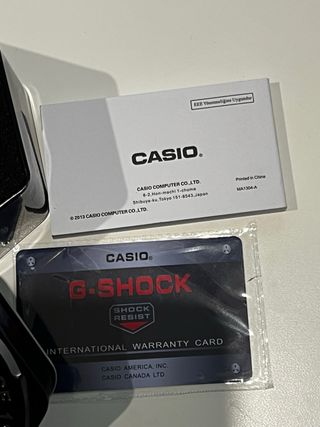 EEE Yönetmeliğine Uygundur
CASIO®
CASIO COMPUTER CO.,LTD.
6-2, Hon-machi 1-chome
Shibuya-ku, Tokyo 151-8543, Japan
Printed in China
MA1304-A
© 2013 CASIO COMPUTER CO.,LTD.
CASIO®
G-SHOCK
SHOCK
RESIST
INTERNATIONAL WARRANTY CARD
CASIO AMERICA, INC.
CASIO CANADA LTD.